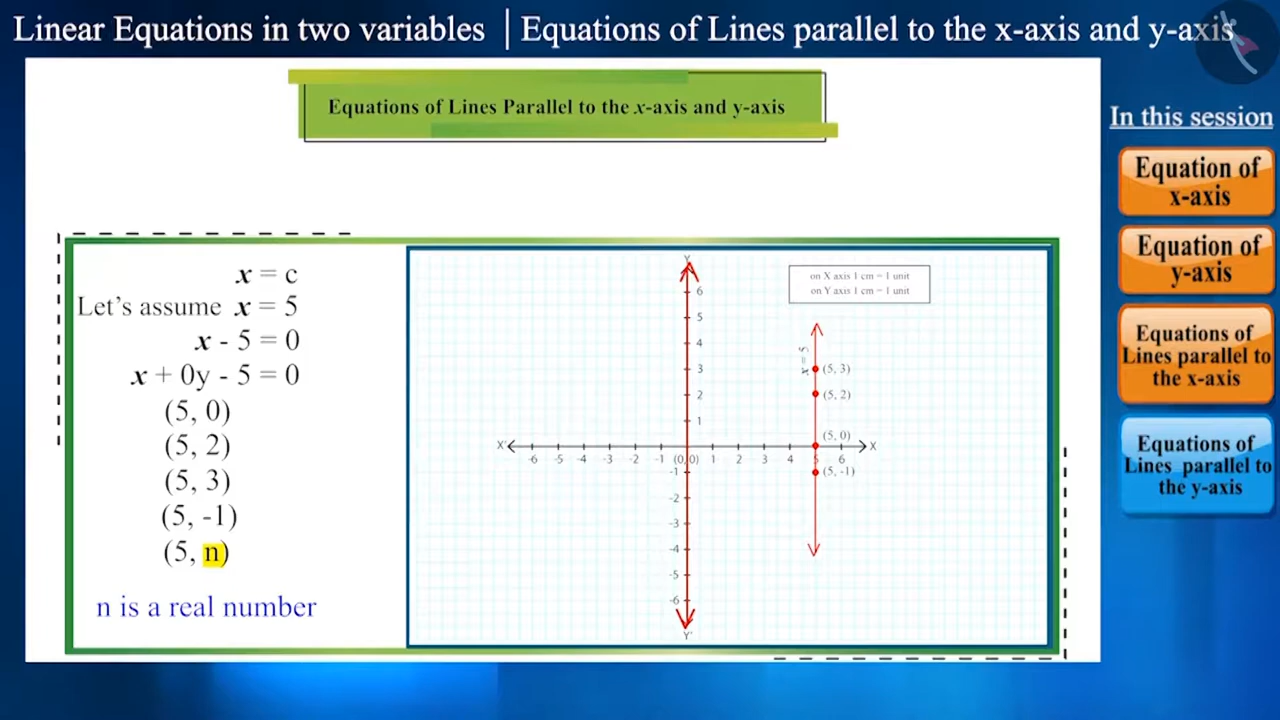 Linear Equations in two variables | Equations of Lines parallel to the x-axis and y-axis
Equations of Lines Parallel to the x-axis and y-axis
In this session
Equation of
x-axis
Equation of
y-axis
Equations of
Lines parallel to
the x-axis
Equations of
Lines parallel to
the y-axis
x = c
Let's assume x = 5
x - 5 = 0
x + 0y - 5 = 0
(5, 0)
(5, 2)
(5, 3)
(5, -1)
(5, n)
n is a real number
on X axis 1 cm = 1 unit
on Y axis 1 cm = 1 unit
Y
6
5
4
3
2
1
x = 5
(5, 3)
(5, 2)
(5, 0)
(5, -1)
X' X
-6 -5 -4 -3 -2 -1 (0,0) 1 2 3 4 5 6
-1
-2
-3
-4
-5
-6
Y'